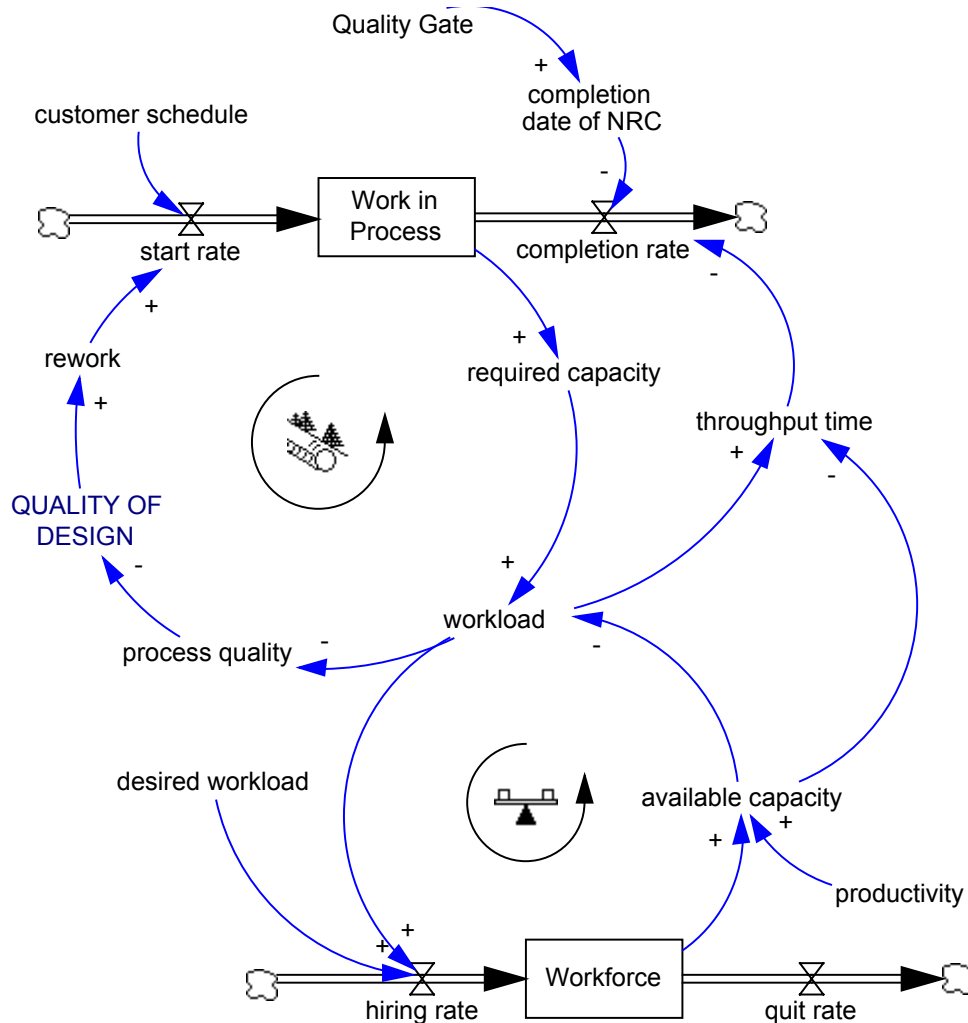 Quality Gate
+
completion
date of NRC
customer schedule
-
Work in
Process
start rate
completion rate
-
+
+
rework
required capacity
+
throughput time
+
-
QUALITY OF
DESIGN
-
+
workload
-
-
process quality
desired workload
available capacity
+
+
productivity
+
+
Workforce
hiring rate
quit rate